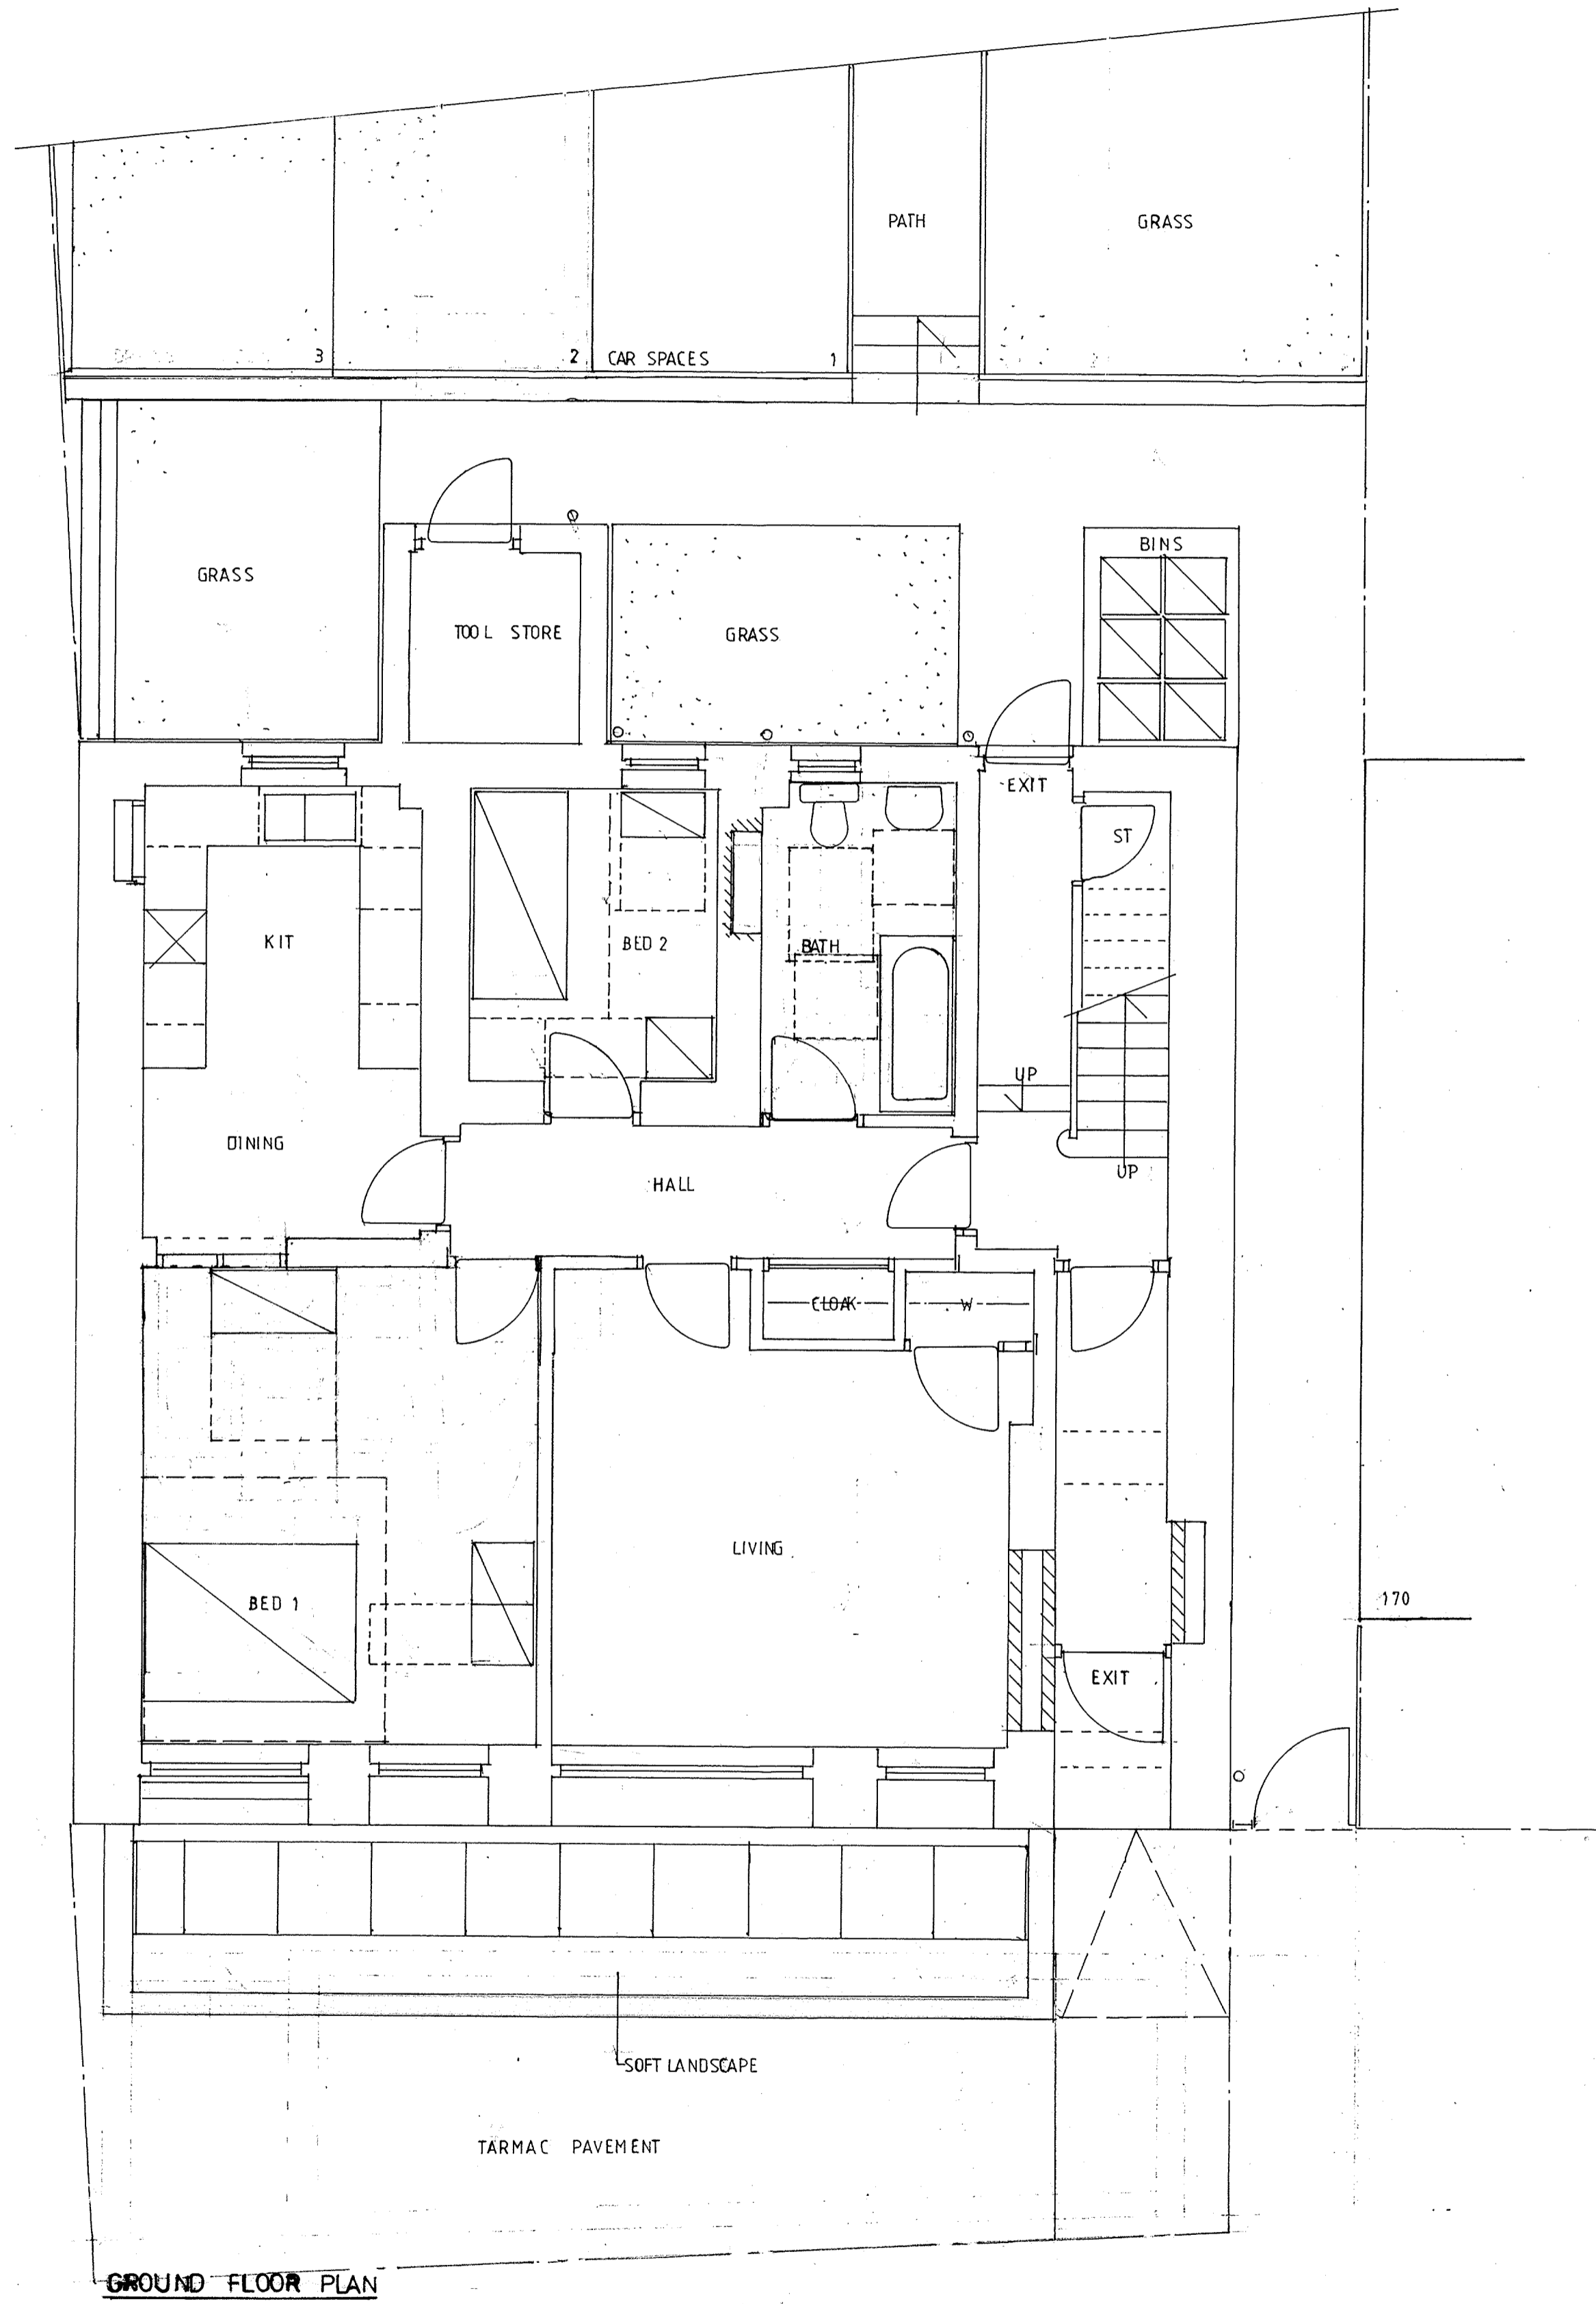 PATH
GRASS
3
2
CAR SPACES
1
BINS
GRASS
TOOL STORE
GRASS
EXIT
ST
KIT
BED 2
BATH
UP
DINING
UP
HALL
CLOAK
W
LIVING
BED 1
170
EXIT
SOFT LANDSCAPE
TARMAC PAVEMENT
GROUND FLOOR PLAN